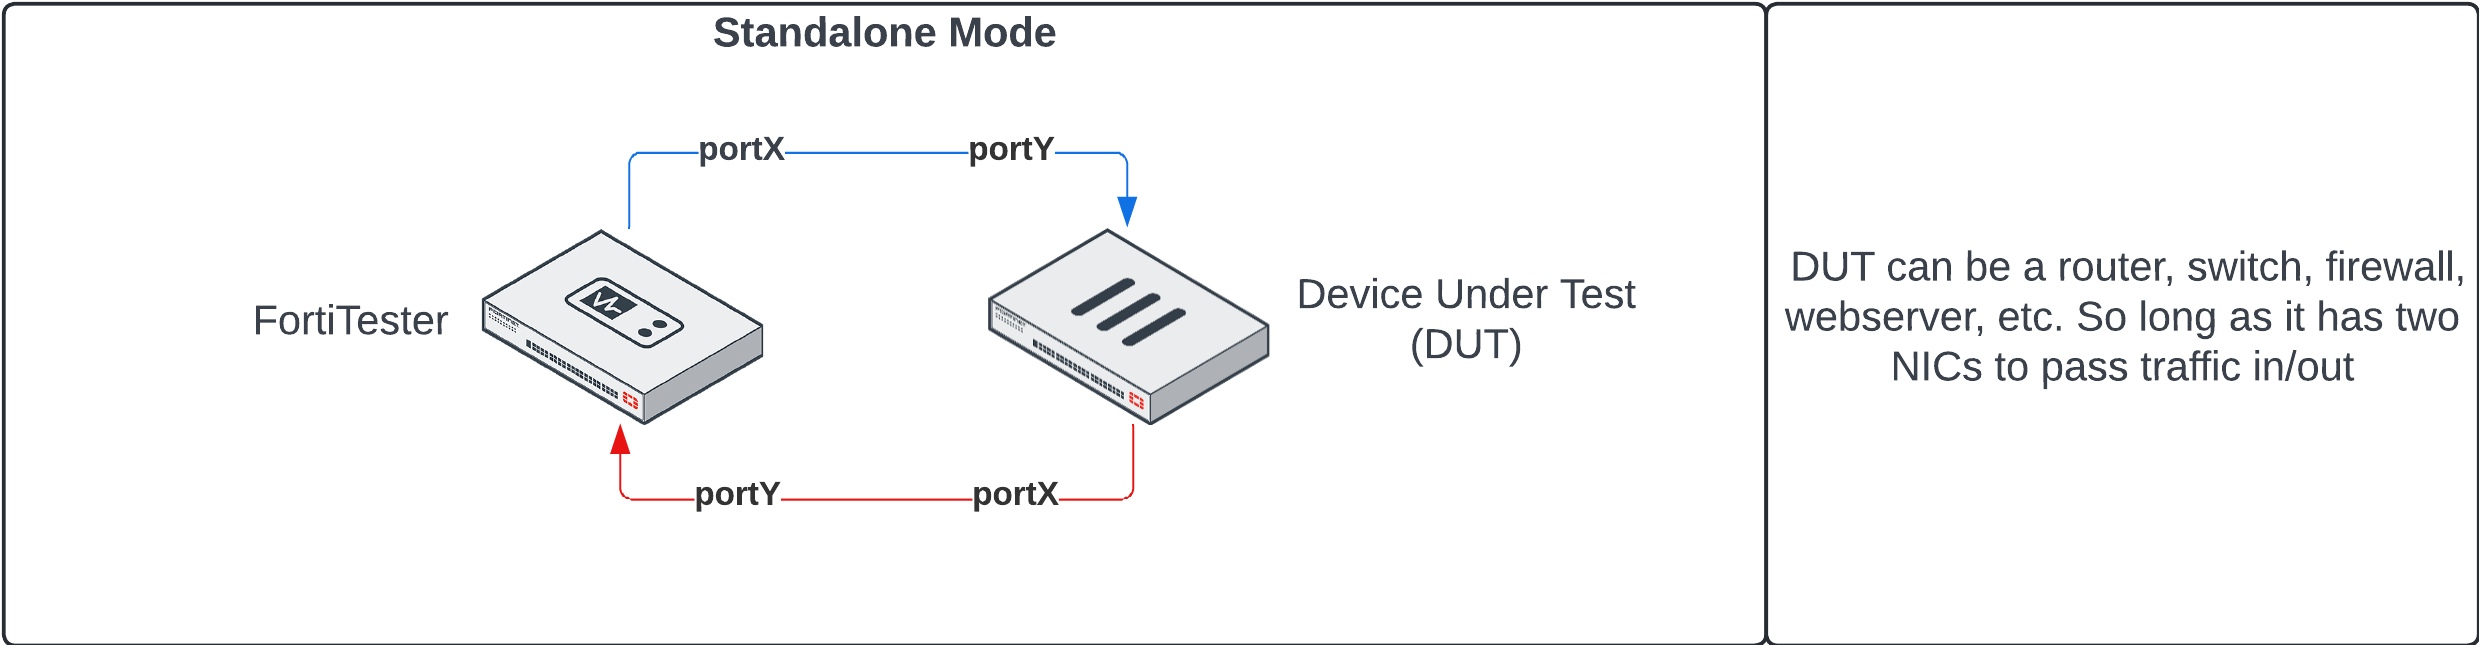 Standalone Mode
portX
portY
FortiTester
Device Under Test
(DUT)
portY
portX
DUT can be a router, switch, firewall,
webserver, etc. So long as it has two
NICs to pass traffic in/out